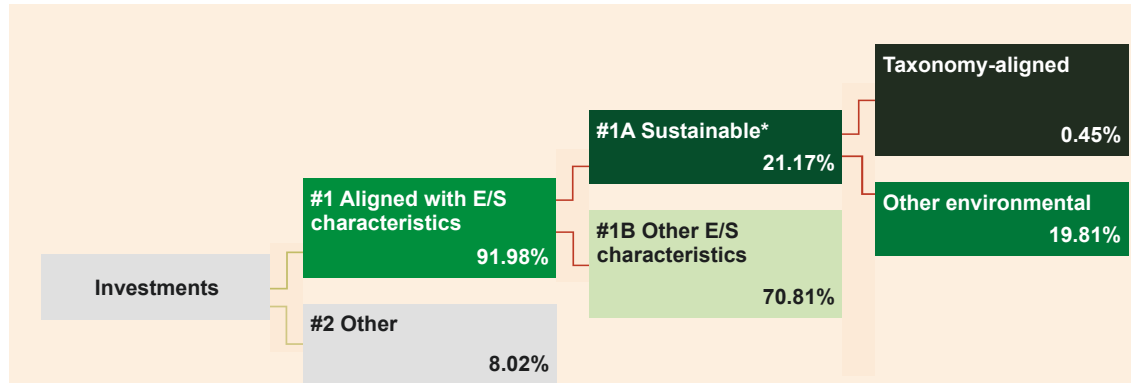 Investments
#1 Aligned with E/S
characteristics
91.98%
#2 Other
8.02%
#1A Sustainable*
21.17%
#1B Other E/S
characteristics
70.81%
Taxonomy-aligned
0.45%
Other environmental
19.81%